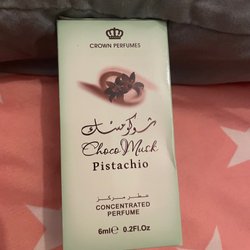 CROWN PERFUMES
شوكو مسك
Choco Musk
Pistachio
عطر مركز
CONCENTRATED
PERFUME
6ml℮ 0.2Fl.Oz